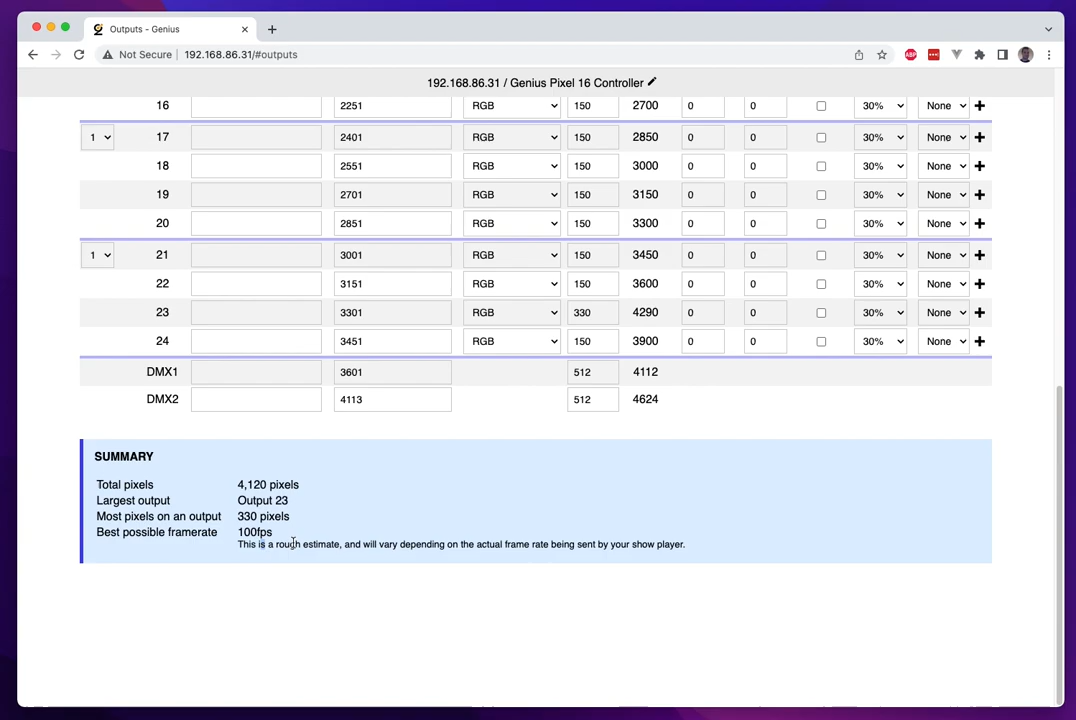 Outputs - Genius
Not Secure 192.168.86.31/#outputs
ABP
192.168.86.31 / Genius Pixel 16 Controller
16 2251 RGB 150 2700 0 0 30% None
1 17 2401 RGB 150 2850 0 0 30% None
18 2551 RGB 150 3000 0 0 30% None
19 2701 RGB 150 3150 0 0 30% None
20 2851 RGB 150 3300 0 0 30% None
1 21 3001 RGB 150 3450 0 0 30% None
22 3151 RGB 150 3600 0 0 30% None
23 3301 RGB 330 4290 0 0 30% None
24 3451 RGB 150 3900 0 0 30% None
DMX1 3601 512 4112
DMX2 4113 512 4624
SUMMARY
Total pixels 4,120 pixels
Largest output Output 23
Most pixels on an output 330 pixels
Best possible framerate 100fps
This is a rough estimate, and will vary depending on the actual frame rate being sent by your show player.